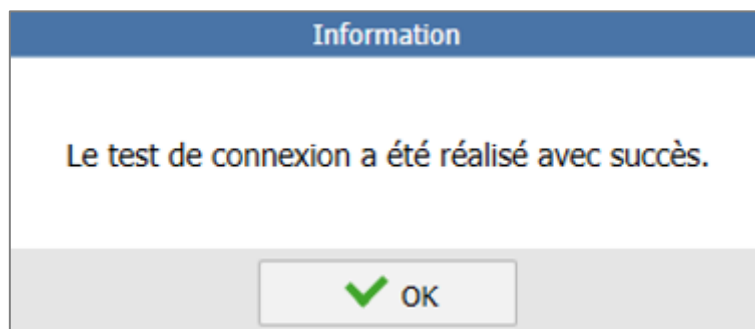 Information
Le test de connexion a été réalisé avec succès.
OK